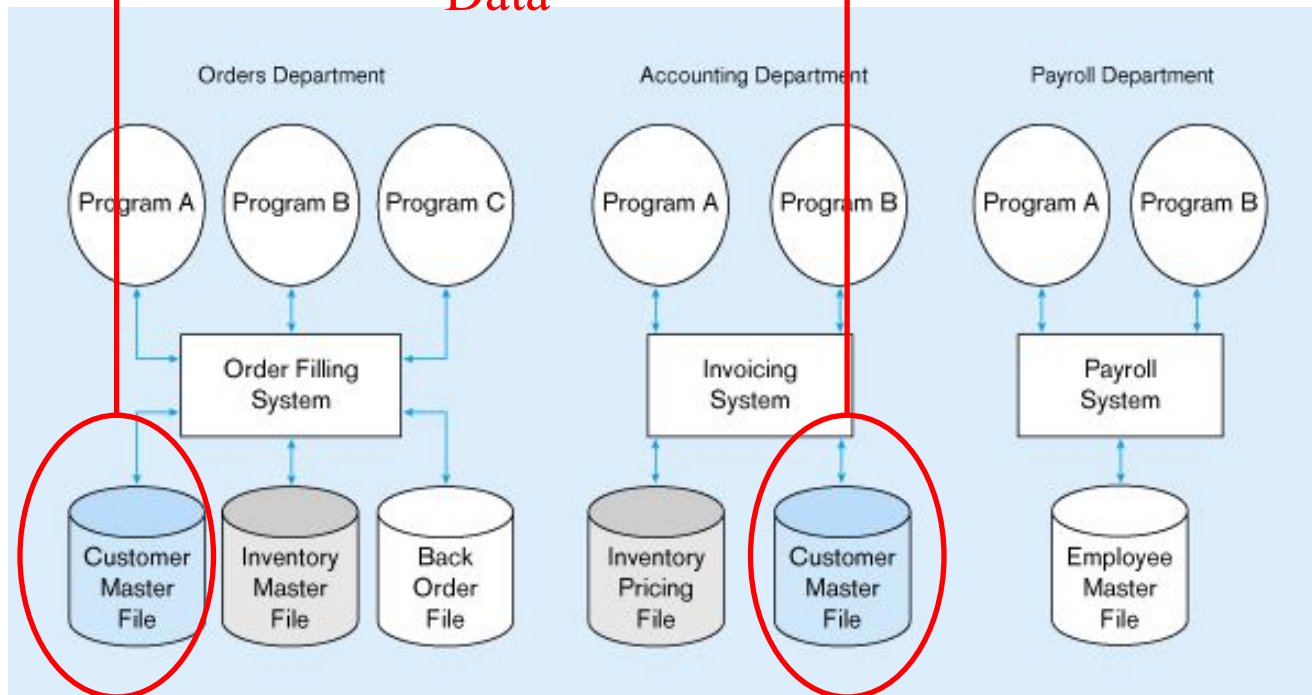 Data
Orders Department
Accounting Department
Payroll Department
Program A
Program B
Program C
Program A
Program B
Program A
Program B
Order Filling
System
Invoicing
System
Payroll
System
Customer
Master
File
Inventory
Master
File
Back
Order
File
Inventory
Pricing
File
Customer
Master
File
Employee
Master
File